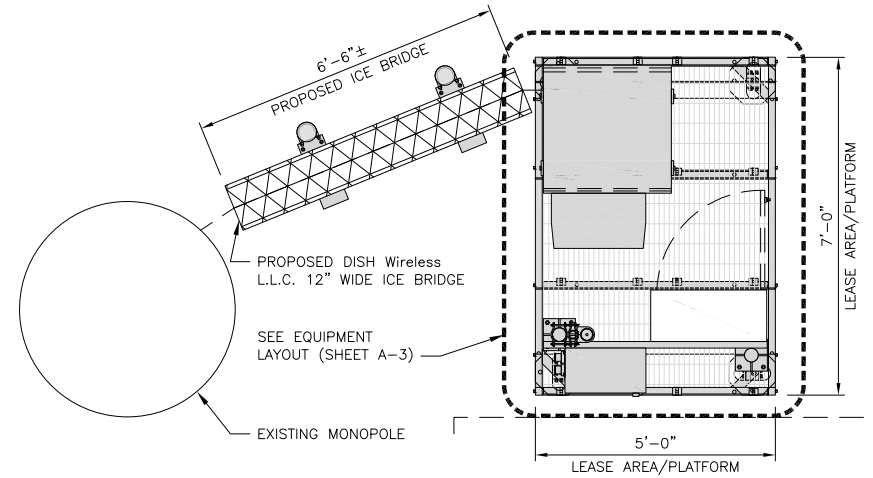 6'-6"±
PROPOSED ICE BRIDGE
PROPOSED DISH Wireless
L.L.C. 12" WIDE ICE BRIDGE
SEE EQUIPMENT
LAYOUT (SHEET A-3)
EXISTING MONOPOLE
7'-0"
LEASE AREA/PLATFORM
5'-0"
LEASE AREA/PLATFORM